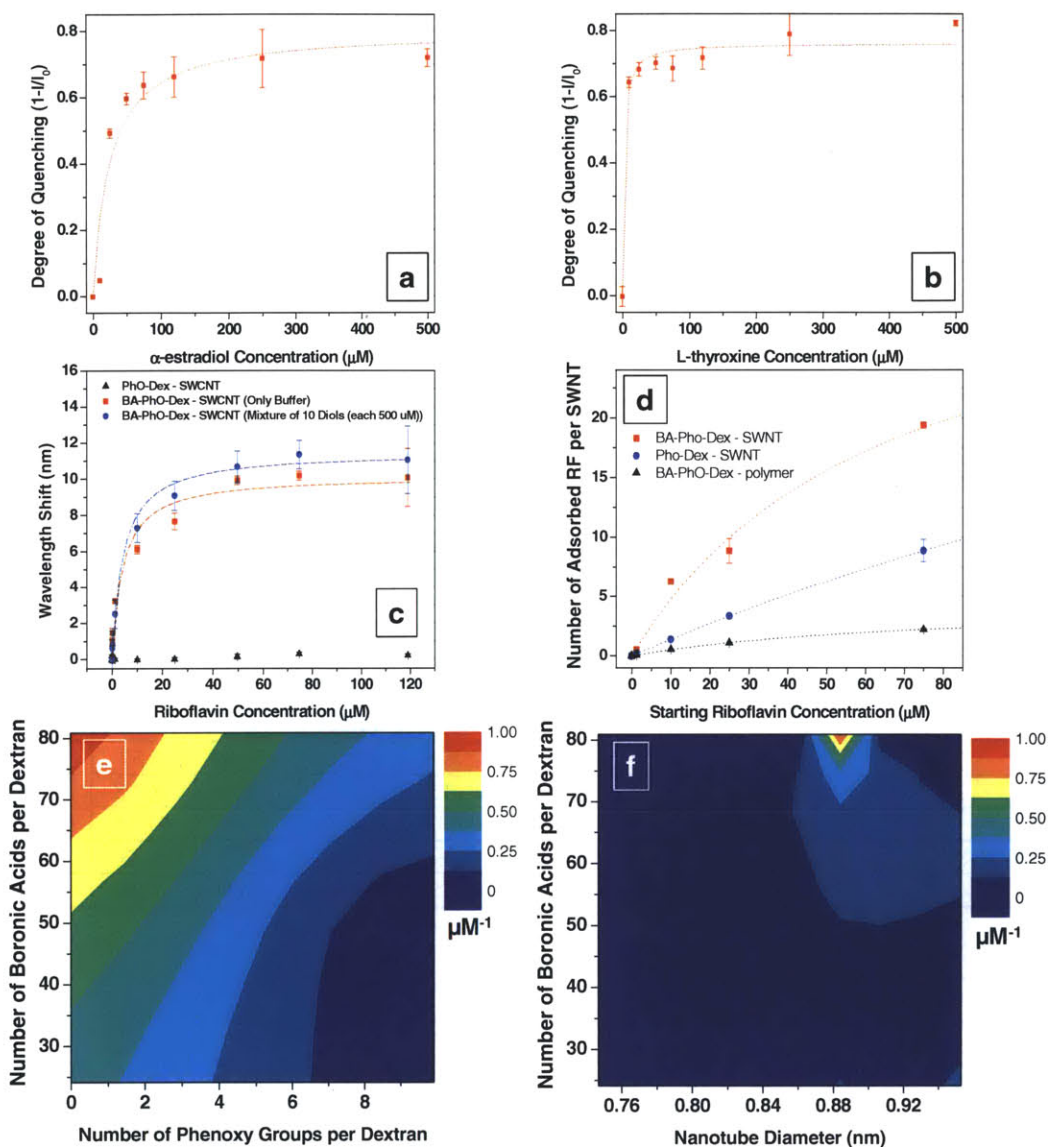 0.8
0.6
0.4
0.2
0.0
Degree of Quenching (1-I/I0)
a
0 100 200 300 400 500
α-estradiol Concentration (µM)
0.8
0.6
0.4
0.2
0.0
Degree of Quenching (1-I/I0)
b
0 100 200 300 400 500
L-thyroxine Concentration (µM)
16
14
12
10
8
6
4
2
0
Wavelength Shift (nm)
PhO-Dex - SWCNT
BA-PhO-Dex - SWCNT (Only Buffer)
BA-PhO-Dex - SWCNT (Mixture of 10 Diols (each 500 uM))
c
0 20 40 60 80 100 120
Riboflavin Concentration (µM)
20
15
10
5
0
Number of Adsorbed RF per SWNT
d
BA-Pho-Dex - SWNT
Pho-Dex - SWNT
BA-PhO-Dex - polymer
0 10 20 30 40 50 60 70 80
Starting Riboflavin Concentration (µM)
80
70
60
50
40
30
Number of Boronic Acids per Dextran
e
0 2 4 6 8
Number of Phenoxy Groups per Dextran
1.00
0.75
0.50
0.25
0
µM-1
80
70
60
50
40
30
Number of Boronic Acids per Dextran
f
0.76 0.80 0.84 0.88 0.92
Nanotube Diameter (nm)
1.00
0.75
0.50
0.25
0
µM-1